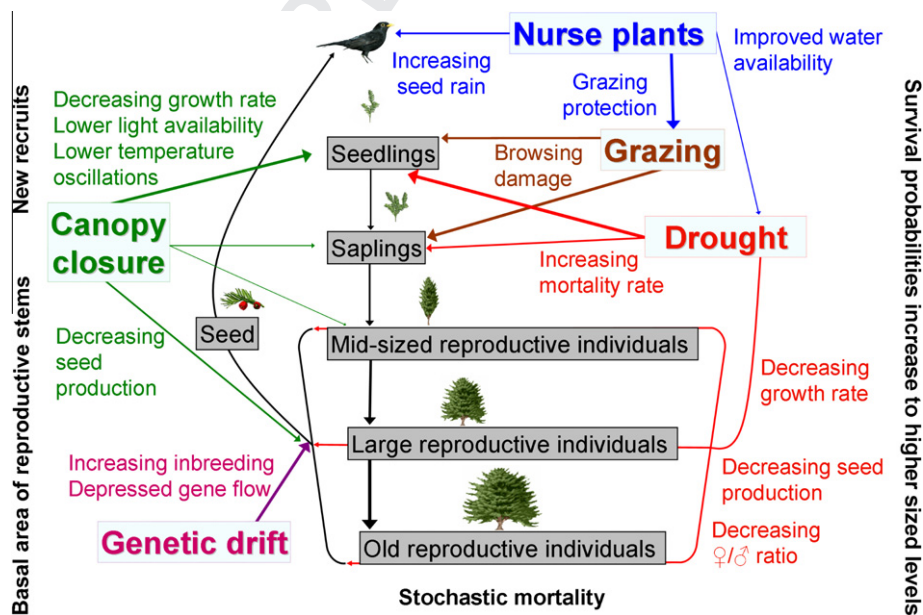 Nurse plants
Improved water
availability
Increasing
seed rain
Grazing
protection
Decreasing growth rate
Lower light availability
Lower temperature
oscillations
Seedlings
Browsing
damage
Grazing
Canopy
closure
Saplings
Drought
Increasing
mortality rate
Seed
Decreasing
seed
production
Mid-sized reproductive individuals
Decreasing
growth rate
Large reproductive individuals
Increasing inbreeding
Depressed gene flow
Decreasing seed
production
Genetic drift
Old reproductive individuals
Decreasing
♀/♂ ratio
Stochastic mortality
New recruits
Basal area of reproductive stems
Survival probabilities increase to higher sized levels